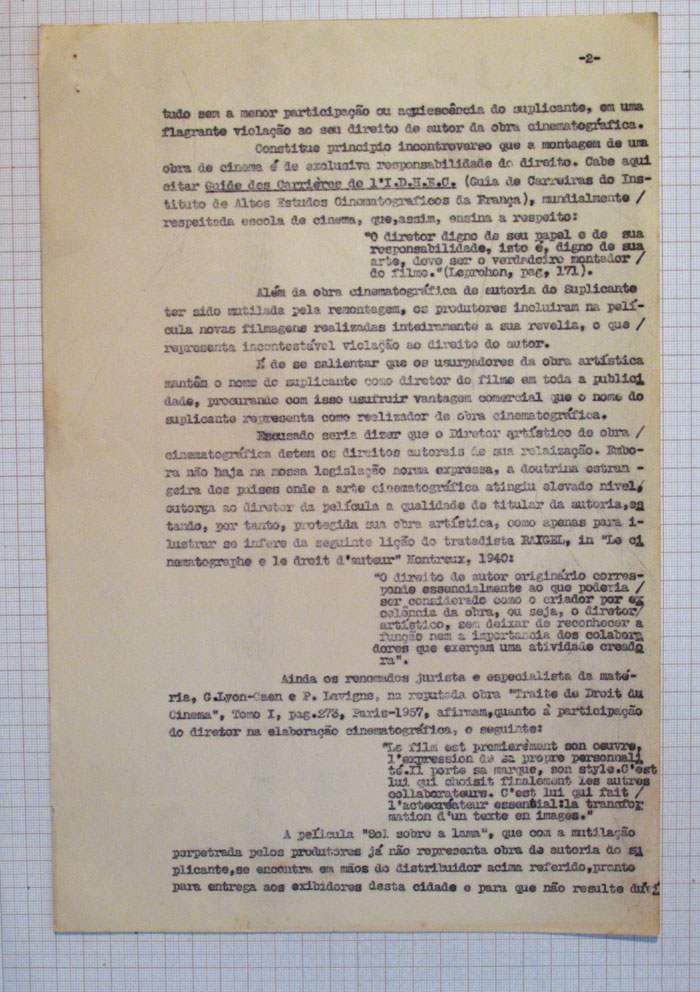 -2-
tudo sem a menor participação ou aquiescência do suplicante, em uma
flagrante violação ao seu direito de autor da obra cinematográfica.
Constitue principio incontroverso que a montagem de uma
obra de cinema é de exclusiva responsabilidade do direito. Cabe aqui
citar Guide des Carriéres de l'I.D.H.E.C. (Guia de Carreiras do Ins-
tituto de Altos Estudos Cinematograficos da França), mundialmente /
respeitada escola de cinema, que,assim, ensina a respeito:
"O diretor digno de seu papel e de sua
responsabilidade, isto é, digno de sua
arte, deve ser o verdadeiro montador /
do filme."(Leprohon, pag, 171).
Além da obra cinematográfica de autoria do Suplicante
ter sido mutilada pela remontagem, os produtores incluiram na pelí-
cula novas filmagens realizadas inteiramente a sua revelia, o que /
representa incontestável violação ao direito do autor.
É de se salientar que os usurpadores da obra artística
mantêm o nome do suplicante como diretor do filme em toda a publici
dade, procurando com isso usufruir vantagem comercial que o nome do
suplicante representa como realizador de obra cinematográfica.
Escusado seria dizer que o Diretor artístico de obra /
cinematográfica detem os direitos autorais de sua relaização. Embo-
ra não haja na nossa legislação norma expressa, a doutrina estran -
geira dos paises onde a arte cinematográfica atingiu elevado nivel,
outorga ao diretor da película a qualidade de titular da autoria,es
tando, por tanto, protegida sua obra artística, como apenas para i-
lustrar se infere da seguinte lição do tratadista RAIGEL, in "Le ci
nematographe e le droit d'auteur" Montreux, 1940:
"O direito de autor originário corres-
ponde essencialmente ao que poderia /
ser considerado como o criador por ex
celência da obra, ou seja, o diretor/
artístico, sem deixar de reconhecer a
função nem a importancia dos colabora
dores que exerçam uma atividade creado
ra".
Ainda os renomados jurista e especialista da maté-
ria, G.Lyon-Caen e P. Lavigne, na reputada obra "Traite de Droit du
Cinema", Tomo I, pag.273, Paris-1957, afirmam,quanto à participação
do diretor na elaboração cinematográfica, o seguinte:
"Le film est premierément son oeuvre,
l'expression de sa propre personnali
té.Il porte sa marque, son style.C'est
lui qui choisit finalement les autres
collaborateurs. C'est lui qui fait /
l'actecréateur essential:la transfor
mation d'un texte en images."
A película "Sol sobre a lama", que com a mutilação
perpetrada pelos produtores já não representa obra de autoria do su
plicante,se encontra em mãos do distribuidor acima referido,pronto
para entrega aos exibidores desta cidade e para que não resulte duvi